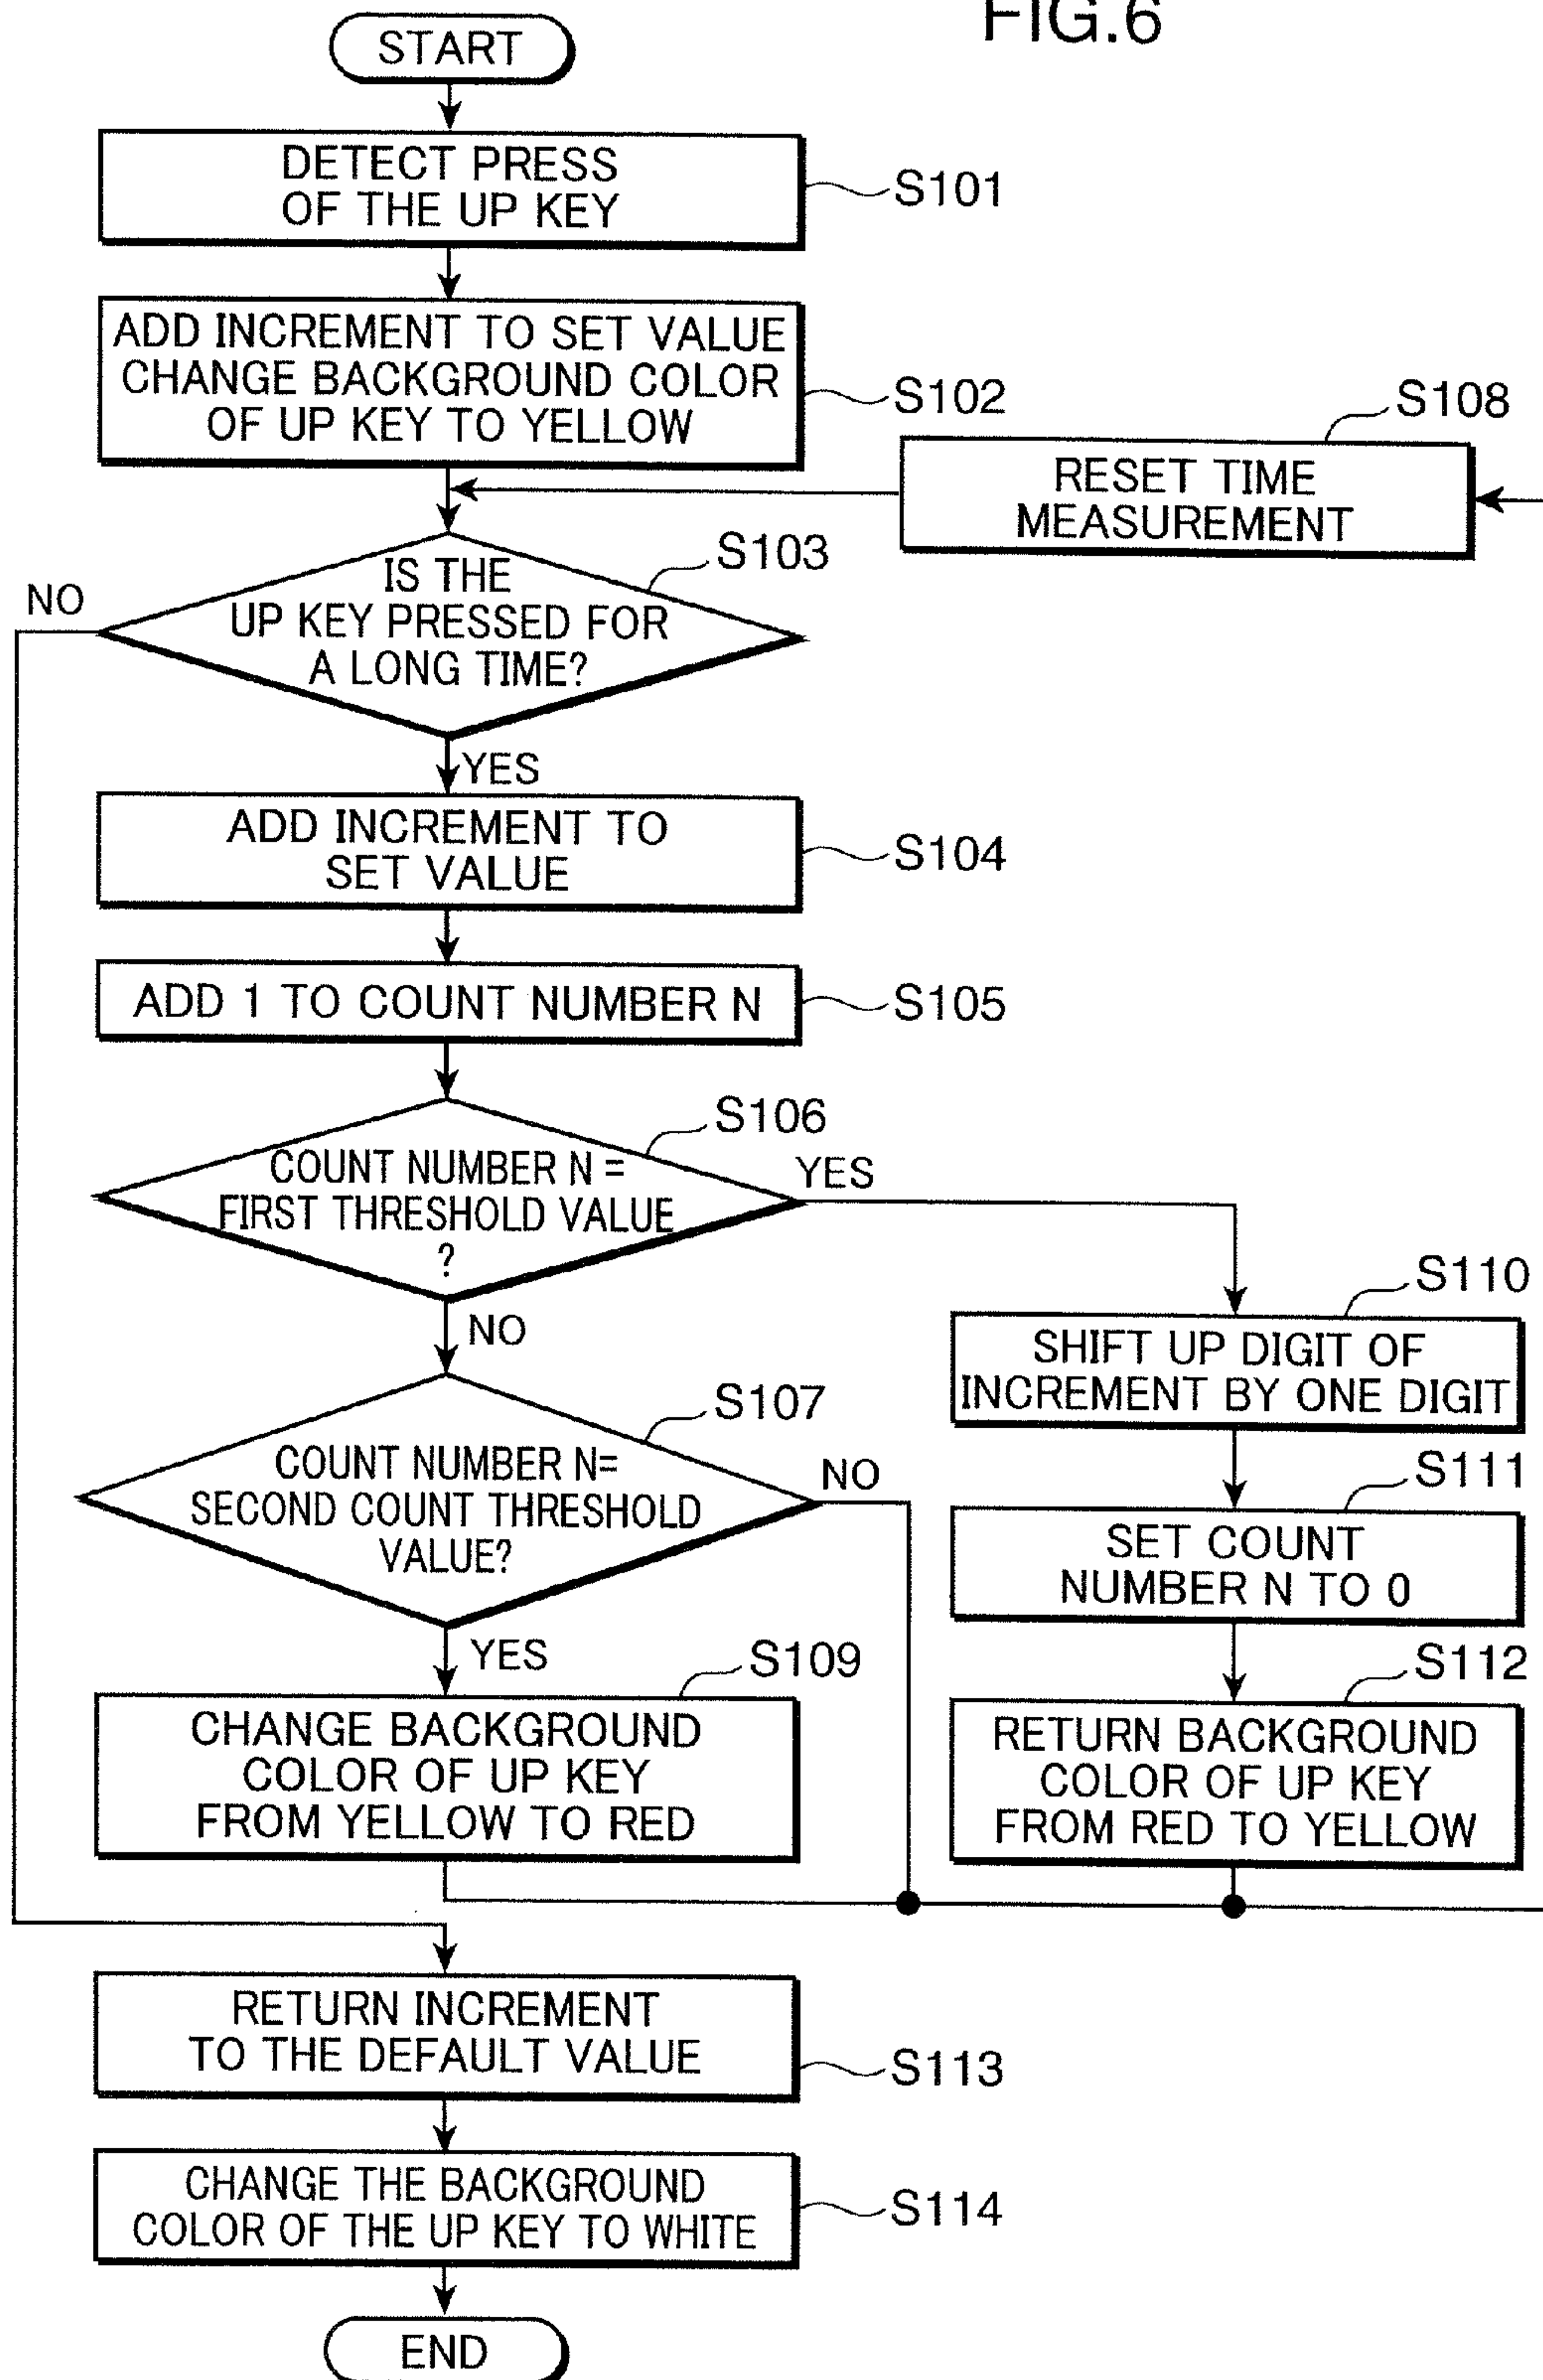 FIG.6
START
DETECT PRESS
OF THE UP KEY
S101
ADD INCREMENT TO SET VALUE
CHANGE BACKGROUND COLOR
OF UP KEY TO YELLOW
S102
S108
RESET TIME
MEASUREMENT
S103
IS THE
UP KEY PRESSED FOR
A LONG TIME?
NO
YES
ADD INCREMENT TO
SET VALUE
S104
ADD 1 TO COUNT NUMBER N
S105
S106
COUNT NUMBER N =
FIRST THRESHOLD VALUE
?
YES
NO
S110
SHIFT UP DIGIT OF
INCREMENT BY ONE DIGIT
S107
COUNT NUMBER N=
SECOND COUNT THRESHOLD
VALUE?
NO
YES
S111
SET COUNT
NUMBER N TO 0
S109
CHANGE BACKGROUND
COLOR OF UP KEY
FROM YELLOW TO RED
S112
RETURN BACKGROUND
COLOR OF UP KEY
FROM RED TO YELLOW
RETURN INCREMENT
TO THE DEFAULT VALUE
S113
CHANGE THE BACKGROUND
COLOR OF THE UP KEY TO WHITE
S114
END